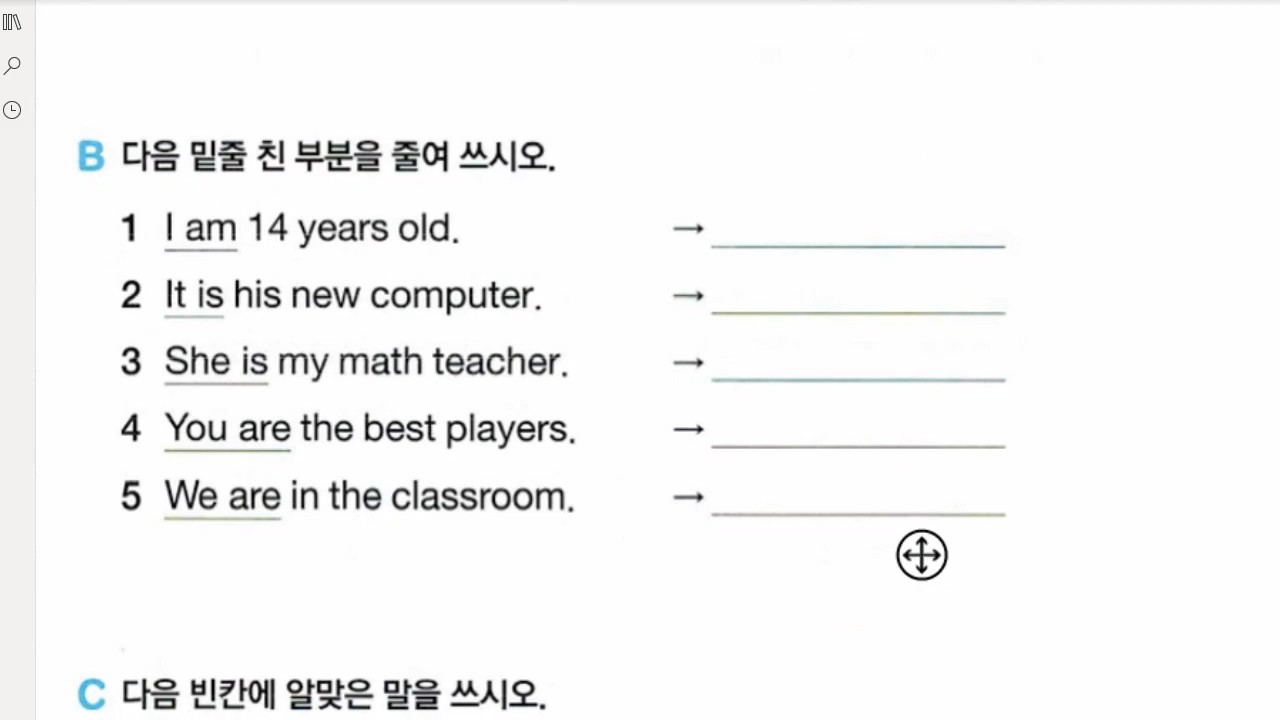 B 다음 밑줄 친 부분을 줄여 쓰시오.
1 I am 14 years old. →
2 It is his new computer. →
3 She is my math teacher. →
4 You are the best players. →
5 We are in the classroom. →
C 다음 빈칸에 알맞은 말을 쓰시오.